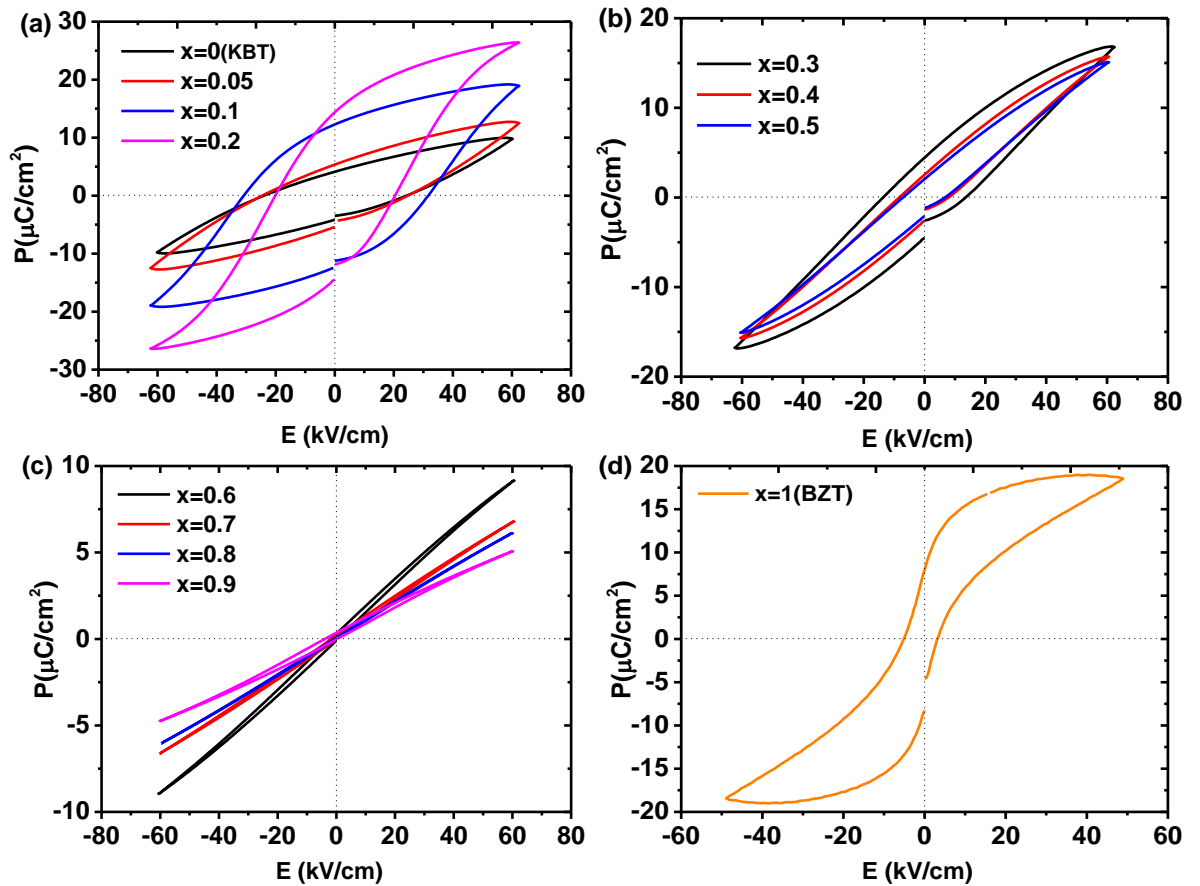 (a)
x=0(KBT)
x=0.05
x=0.1
x=0.2
30
20
10
0
-10
-20
-30
P(μC/cm²)
-80 -60 -40 -20 0 20 40 60 80
E (kV/cm)
(b)
x=0.3
x=0.4
x=0.5
20
10
0
-10
-20
P(μC/cm²)
-80 -60 -40 -20 0 20 40 60 80
E (kV/cm)
(c)
x=0.6
x=0.7
x=0.8
x=0.9
10
5
0
-5
-10
P(μC/cm²)
-80 -60 -40 -20 0 20 40 60 80
E (kV/cm)
(d)
x=1(BZT)
20
15
10
5
0
-5
-10
-15
-20
P(μC/cm²)
-60 -40 -20 0 20 40 60
E (kV/cm)